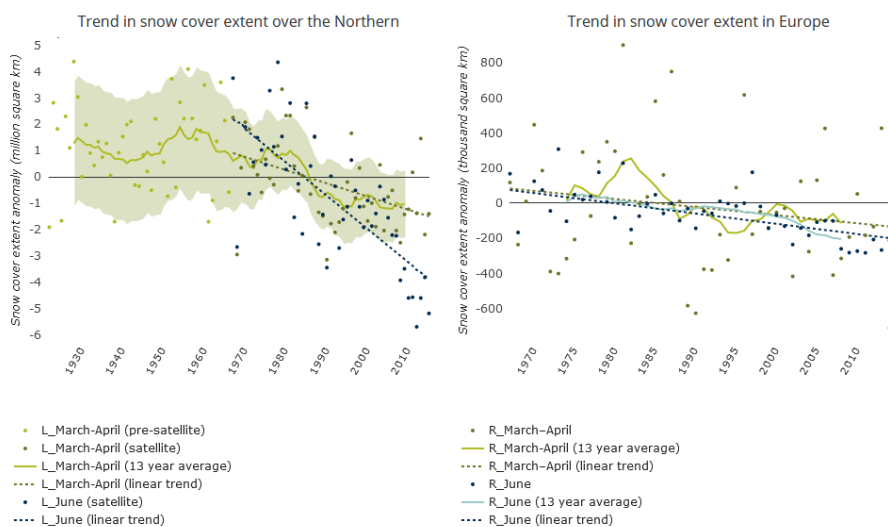 Trend in snow cover extent over the Northern
Snow cover extent anomaly (million square km)
5
4
3
2
1
0
-1
-2
-3
-4
-5
-6
1930
1940
1950
1960
1970
1980
1990
2000
2010
L_March-April (pre-satellite)
L_March-April (satellite)
L_March-April (13 year average)
L_March-April (linear trend)
L_June (satellite)
L_June (linear trend)
Trend in snow cover extent in Europe
Snow cover extent anomaly (thousand square km)
800
600
400
200
0
-200
-400
-600
1970
1975
1980
1985
1990
1995
2000
2005
2010
R_March–April
R_March-April (13 year average)
R_March–April (linear trend)
R_June
R_June (13 year average)
R_June (linear trend)